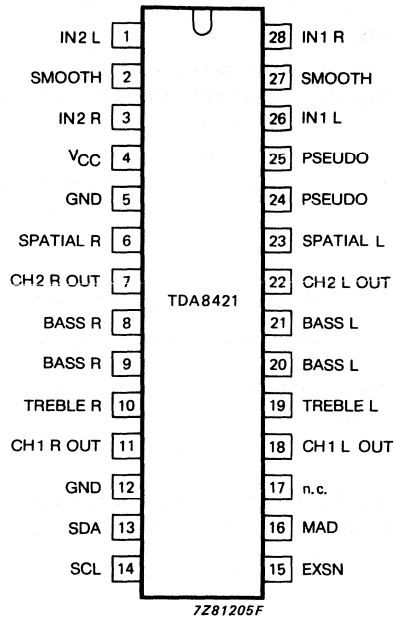 IN2 L 1 28 IN1 R
SMOOTH 2 27 SMOOTH
IN2 R 3 26 IN1 L
VCC 4 25 PSEUDO
GND 5 24 PSEUDO
SPATIAL R 6 23 SPATIAL L
CH2 R OUT 7 22 CH2 L OUT
TDA8421
BASS R 8 21 BASS L
BASS R 9 20 BASS L
TREBLE R 10 19 TREBLE L
CH1 R OUT 11 18 CH1 L OUT
GND 12 17 n.c.
SDA 13 16 MAD
SCL 14 15 EXSN
7Z81205F